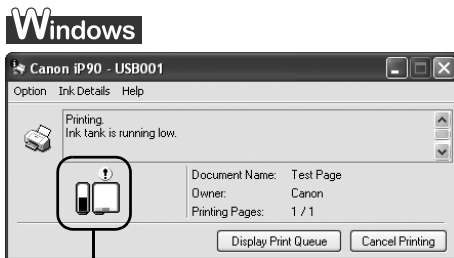 Windows
Canon iP90 - USB001
Option Ink Details Help
Printing.
Ink tank is running low.
Document Name: Test Page
Owner: Canon
Printing Pages: 1 / 1
Display Print Queue Cancel Printing